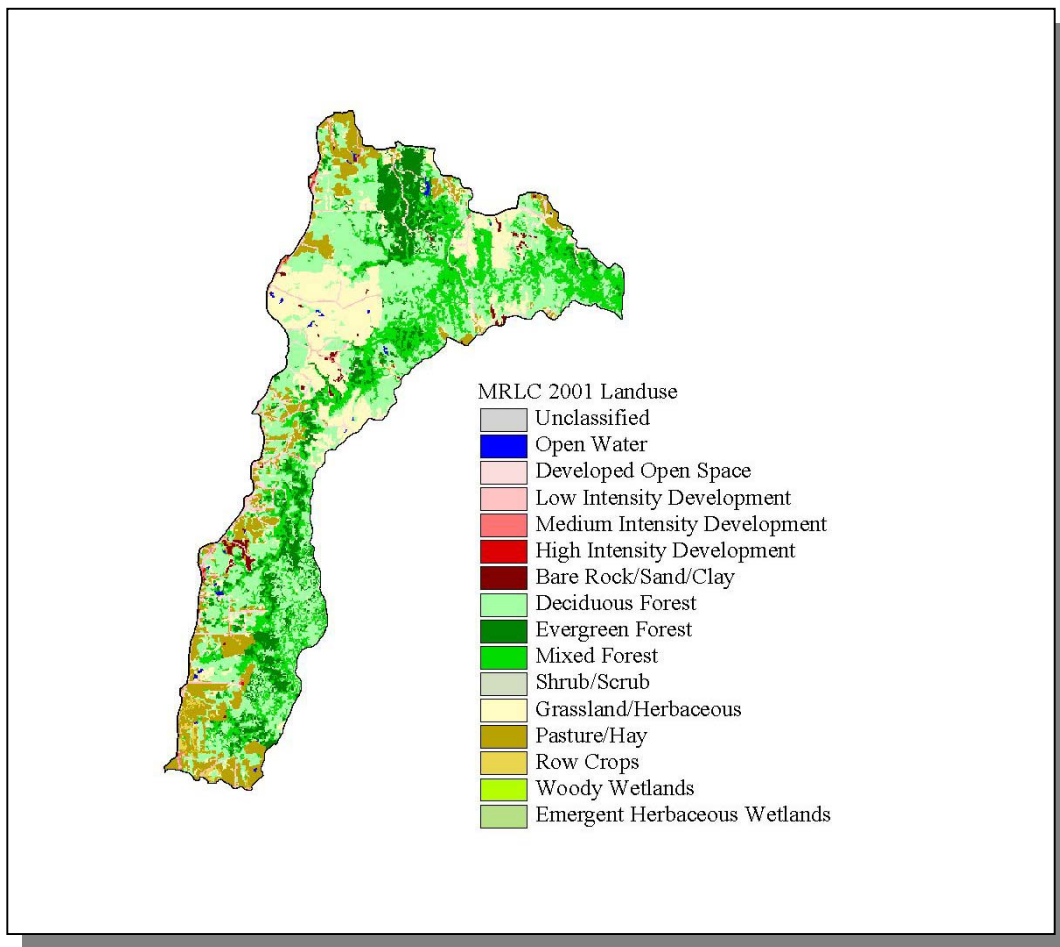 MRLC 2001 Landuse
Unclassified
Open Water
Developed Open Space
Low Intensity Development
Medium Intensity Development
High Intensity Development
Bare Rock/Sand/Clay
Deciduous Forest
Evergreen Forest
Mixed Forest
Shrub/Scrub
Grassland/Herbaceous
Pasture/Hay
Row Crops
Woody Wetlands
Emergent Herbaceous Wetlands